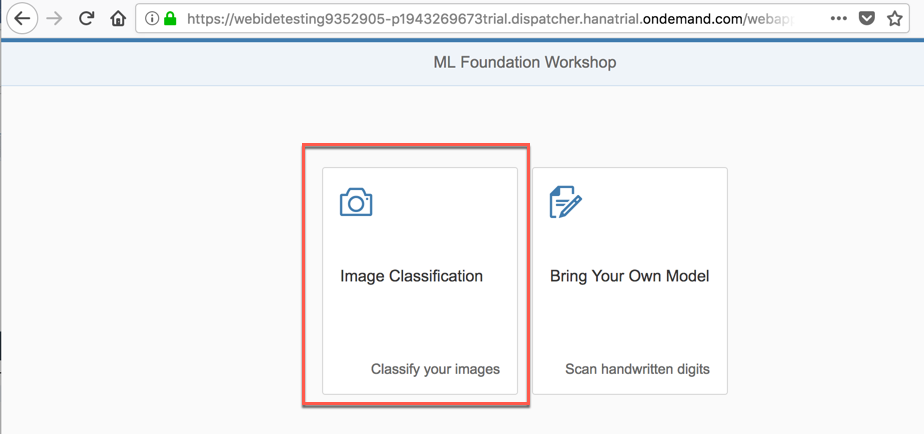 https://webidetesting9352905-p1943269673trial.dispatcher.hanatrial.ondemand.com/webapp
ML Foundation Workshop
Image Classification
Bring Your Own Model
Classify your images
Scan handwritten digits